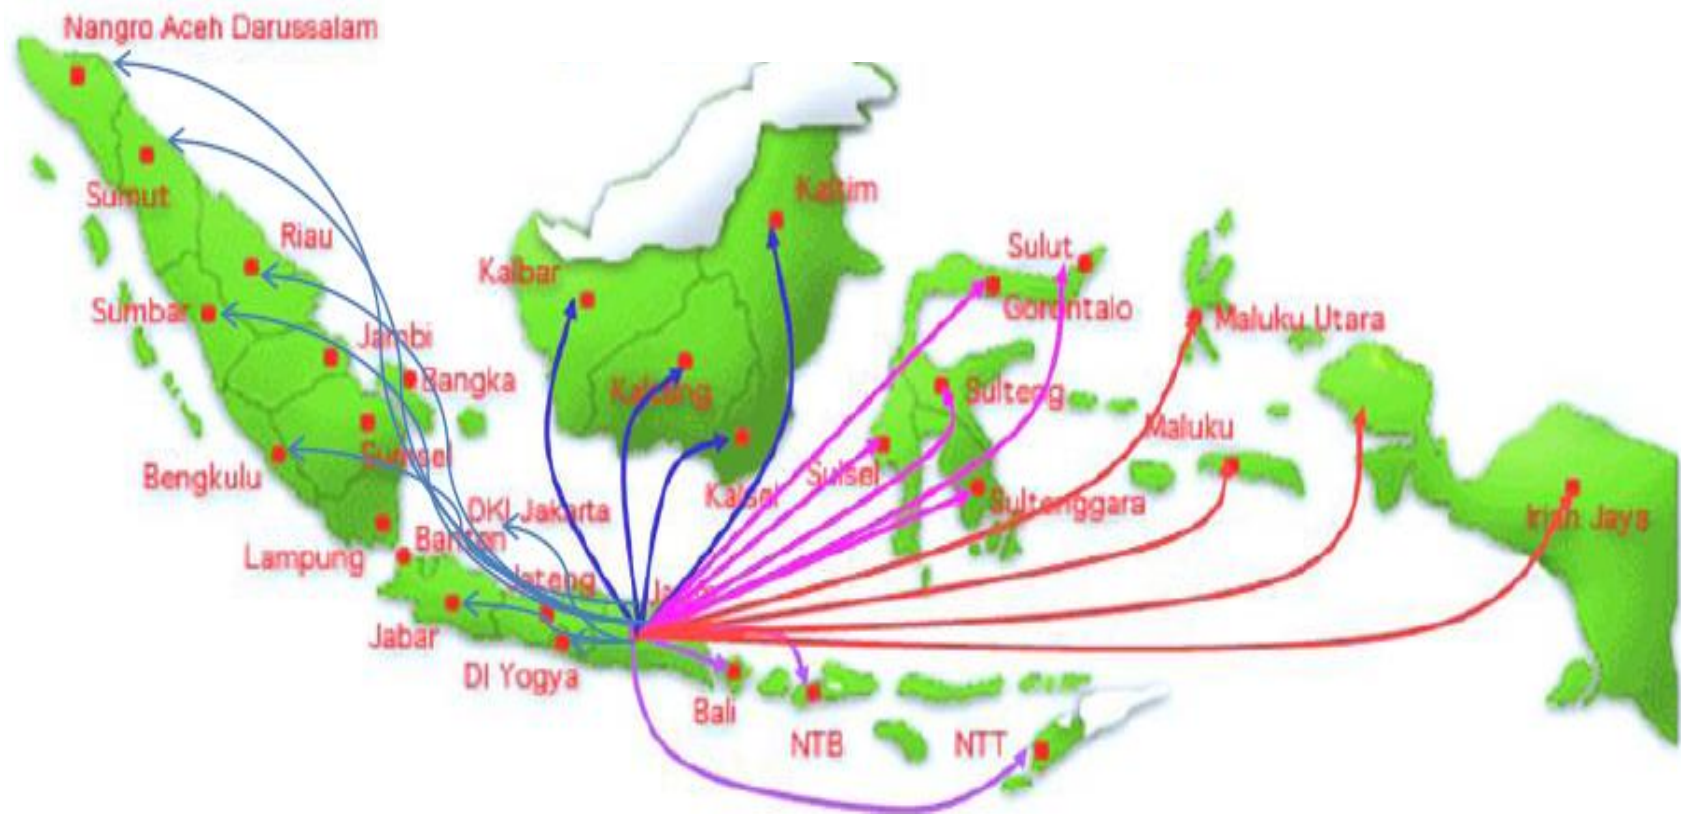 Nangro Aceh Darussalam
Sumut
Riau
Kaltim
Kalbar
Sulut
Gorontalo
Maluku Utara
Sumbar
Jambi
Bangka
Kalteng
Sulteng
Maluku
Sumsel
Bengkulu
Sulsel
Kalsel
Sultenggara
DKI Jakarta
Irian Jaya
Banten
Lampung
Jateng
Jabar
DI Yogya
Bali
NTB
NTT